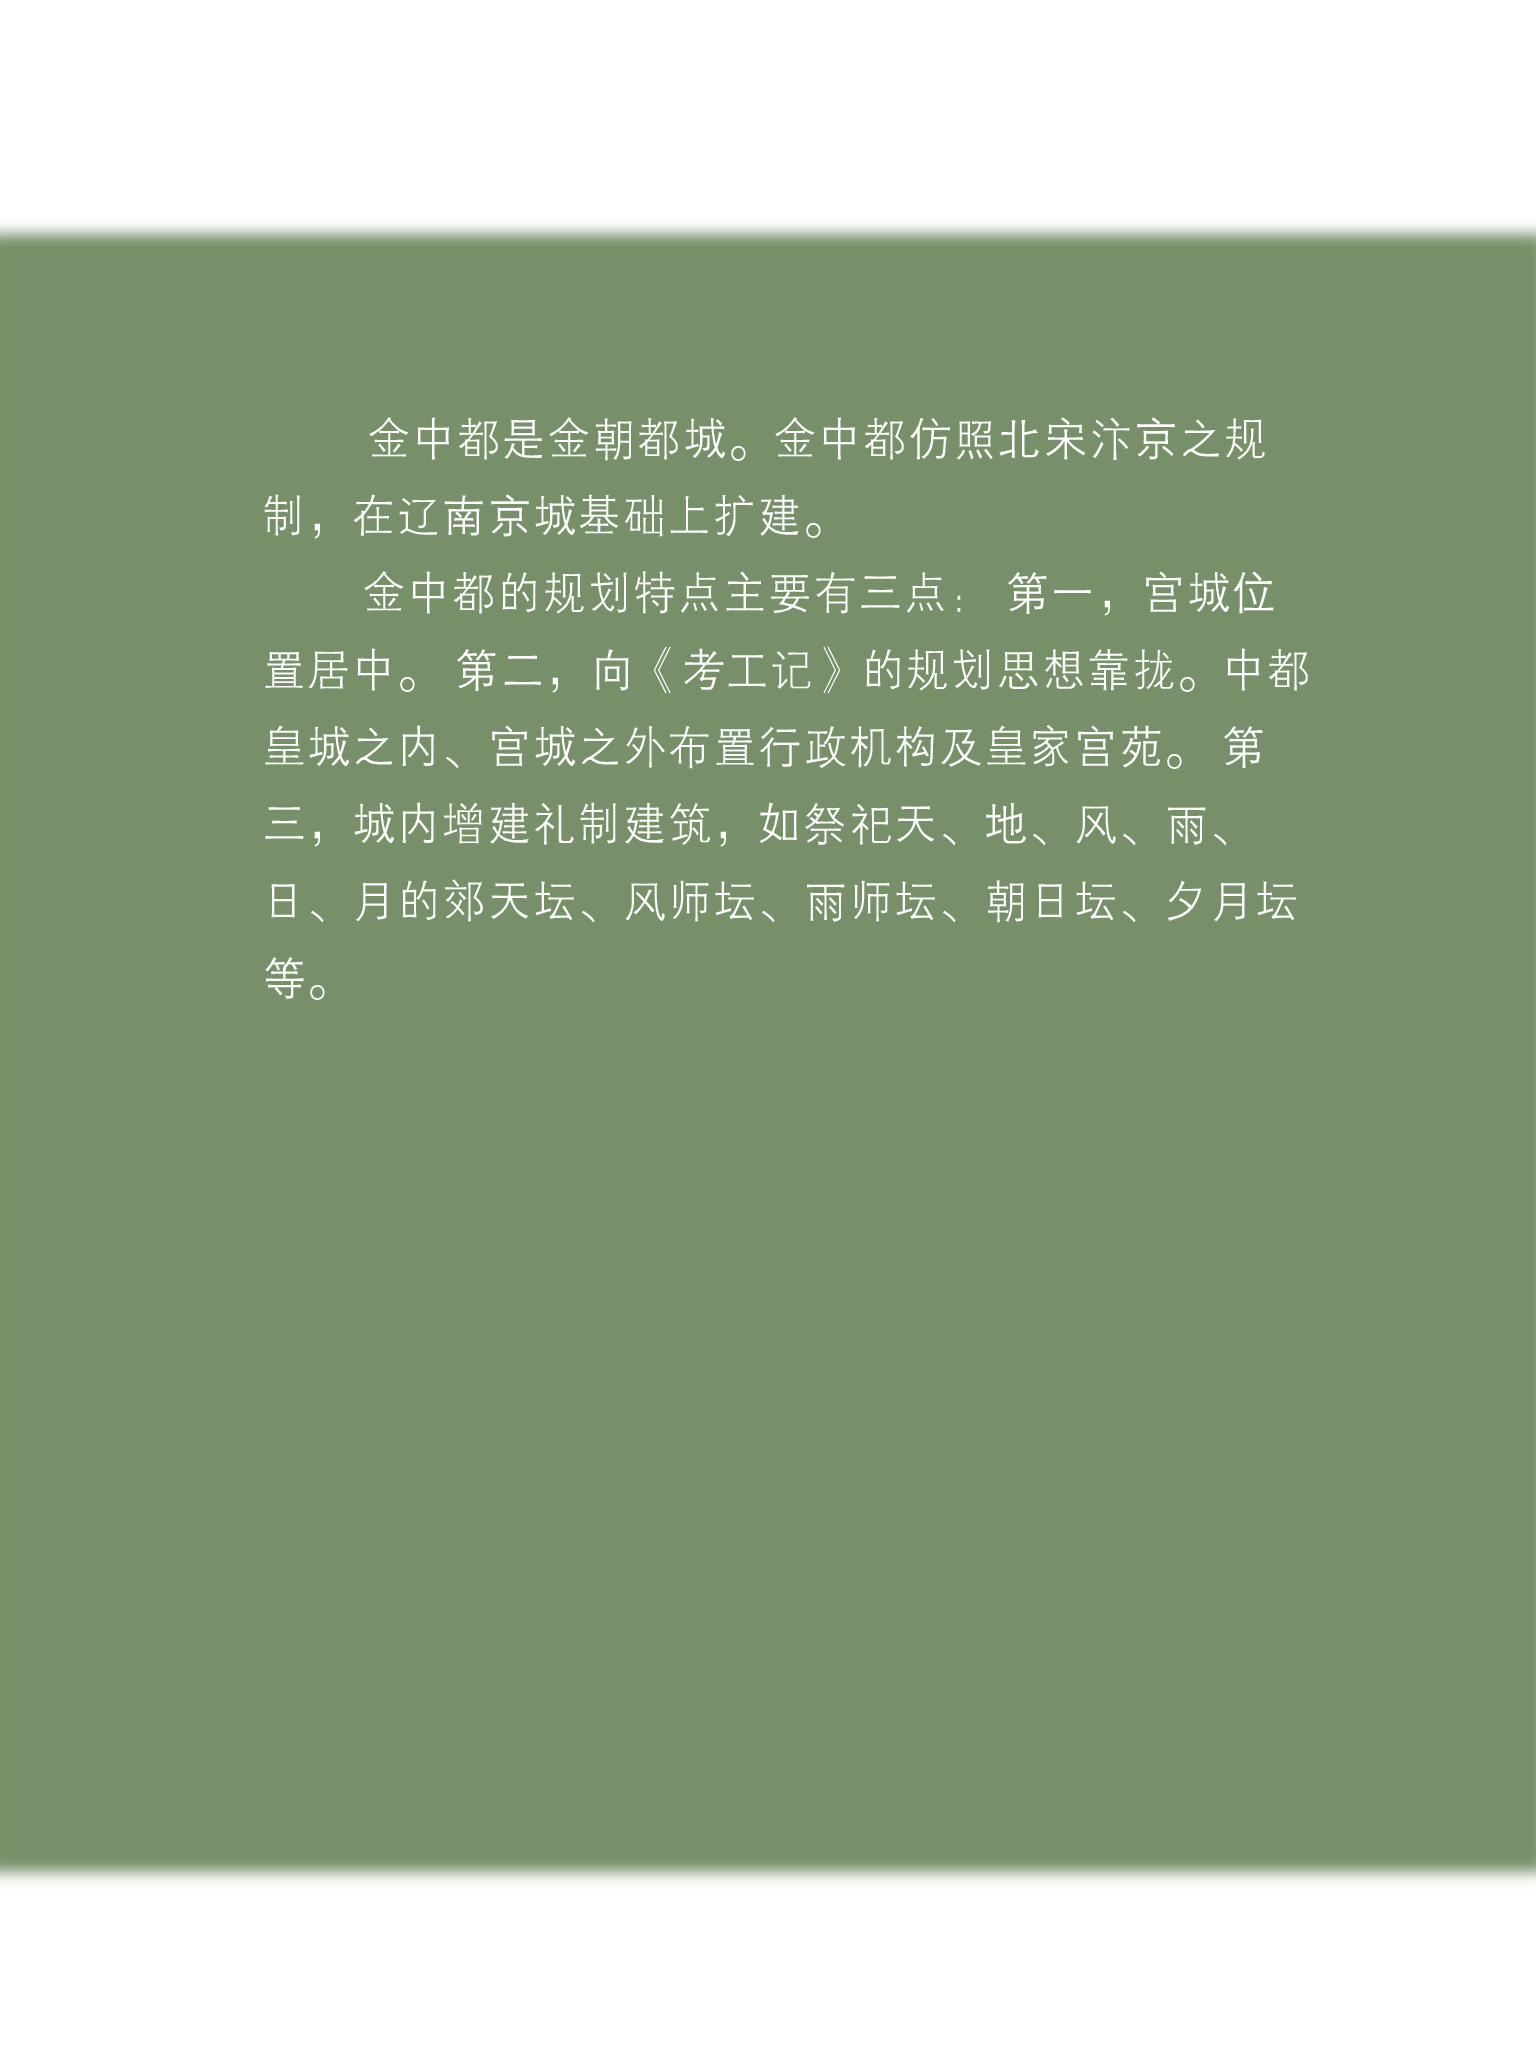 金中都是金朝都城。金中都仿照北宋汴京之规
制，在辽南京城基础上扩建。
金中都的规划特点主要有三点： 第一，宫城位
置居中。 第二，向《考工记》的规划思想靠拢。中都
皇城之内、宫城之外布置行政机构及皇家宫苑。 第
三，城内增建礼制建筑，如祭祀天、地、风、雨、
日、月的郊天坛、风师坛、雨师坛、朝日坛、夕月坛
等。